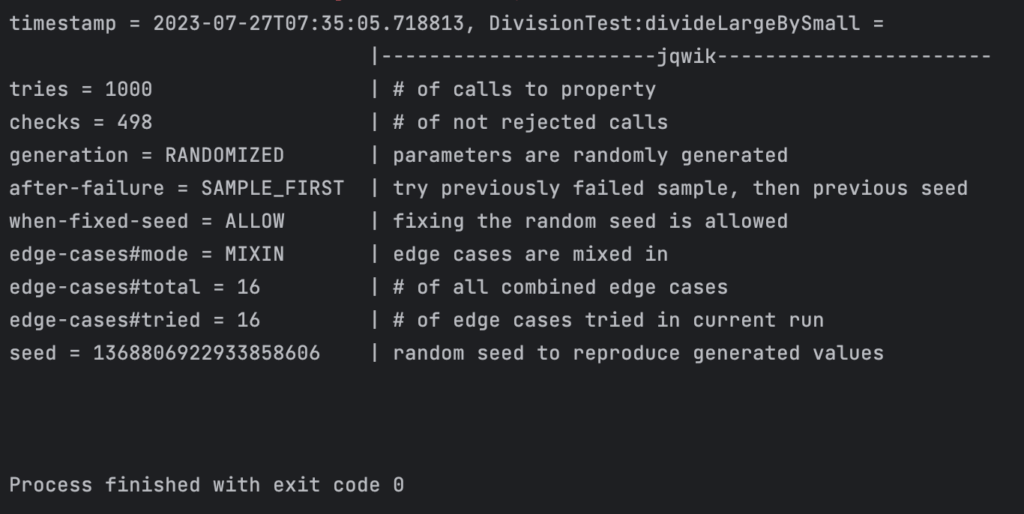 timestamp = 2023-07-27T07:35:05.718813, DivisionTest:divideLargeBySmall =
|-----------------------jqwik-----------------------
tries = 1000 | # of calls to property
checks = 498 | # of not rejected calls
generation = RANDOMIZED | parameters are randomly generated
after-failure = SAMPLE_FIRST | try previously failed sample, then previous seed
when-fixed-seed = ALLOW | fixing the random seed is allowed
edge-cases#mode = MIXIN | edge cases are mixed in
edge-cases#total = 16 | # of all combined edge cases
edge-cases#tried = 16 | # of edge cases tried in current run
seed = 1368806922933858606 | random seed to reproduce generated values
Process finished with exit code 0